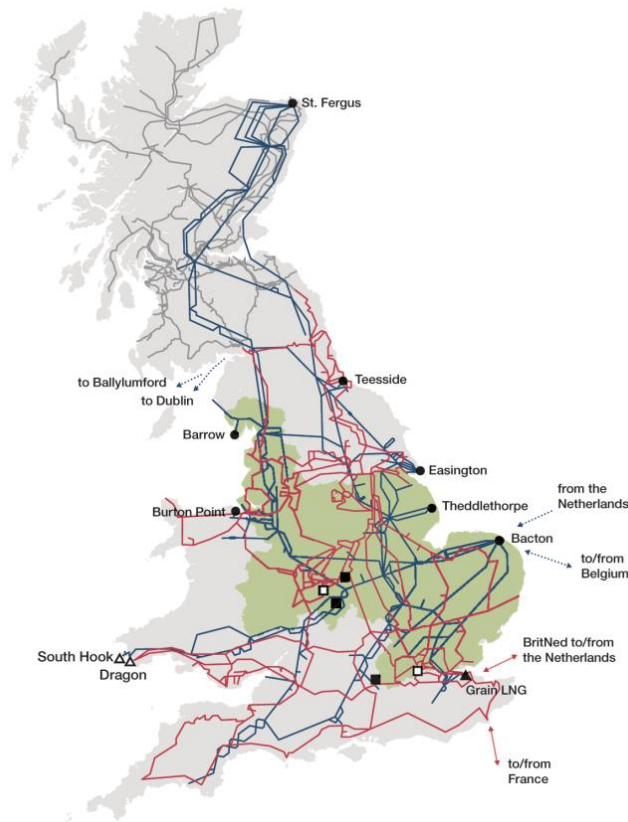 St. Fergus
to Ballylumford
to Dublin
Teesside
Barrow
Easington
Burton Point
Theddlethorpe
from the
Netherlands
Bacton
to/from
Belgium
South Hook
Dragon
BritNed to/from
the Netherlands
Grain LNG
to/from
France